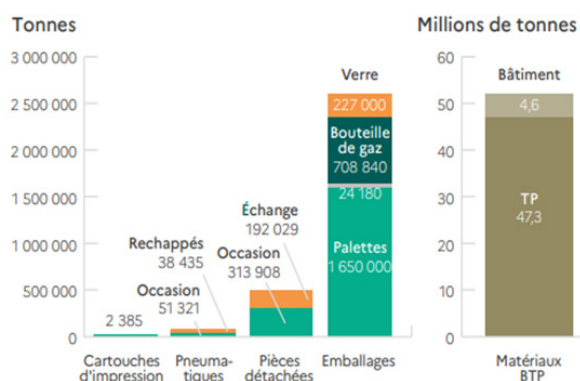 Tonnes
3 000 000
2 500 000
2 000 000
1 500 000
1 000 000
500 000
0
2 385
Rechappés
38 435
Occasion
51 321
Échange
192 029
Occasion
313 908
Verre
227 000
Bouteille
de gaz
708 840
24 180
Palettes
1 650 000
Cartouches
d'impression
Pneuma-
tiques
Pièces
détachées
Emballages
Millions de tonnes
60
50
40
30
20
10
0
Bâtiment
4,6
TP
47,3
Matériaux
BTP